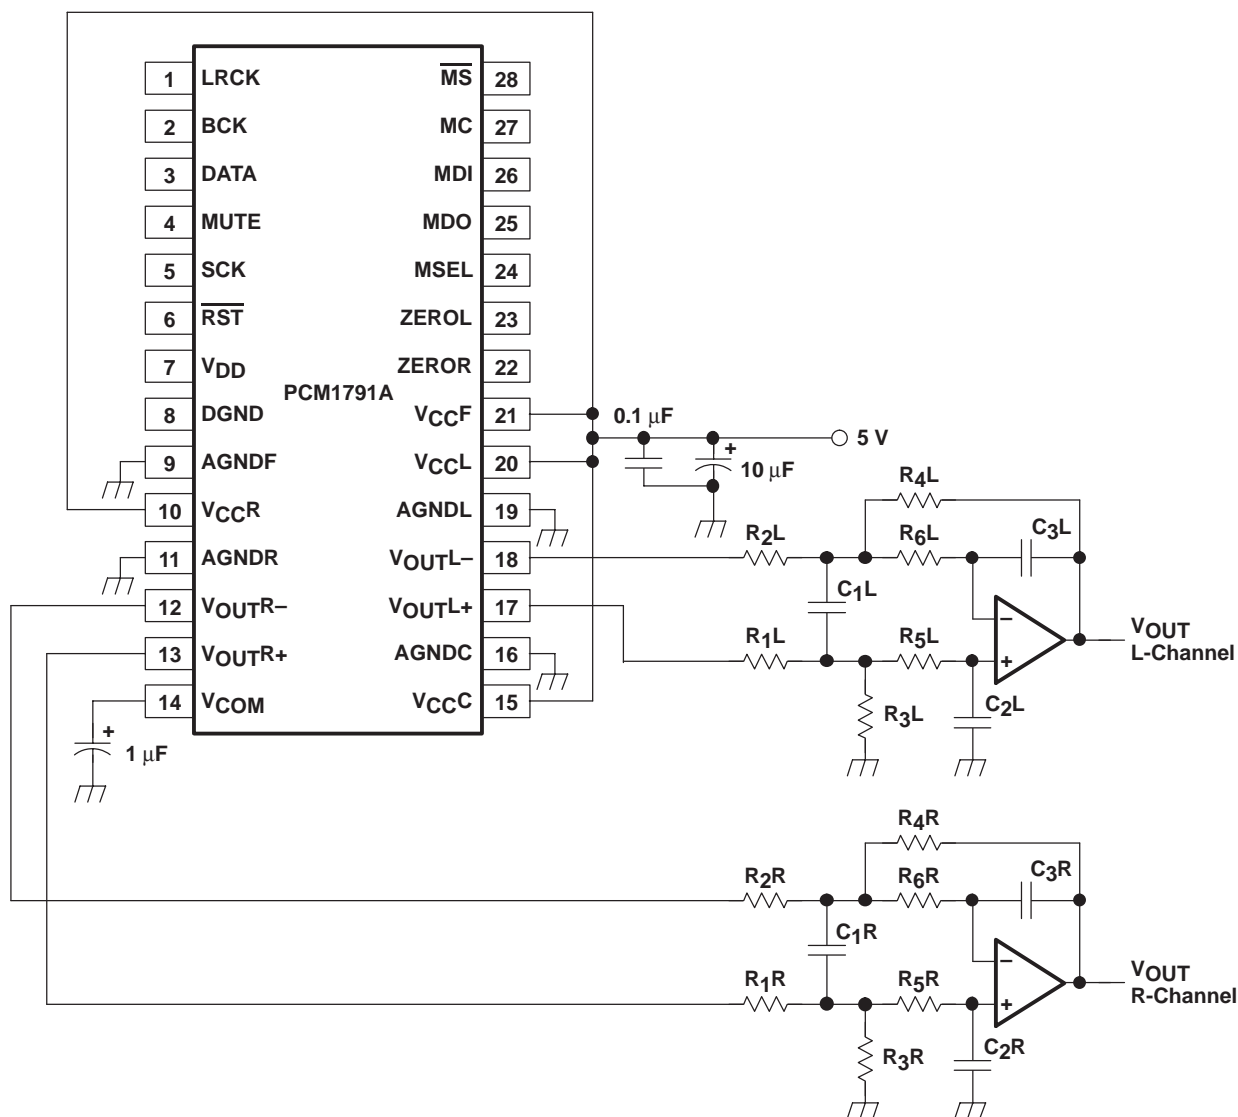 1 LRCK MS 28
2 BCK MC 27
3 DATA MDI 26
4 MUTE MDO 25
5 SCK MSEL 24
6 RST ZEROL 23
7 VDD ZEROR 22
PCM1791A
8 DGND VCCF 21
0.1 μF
5 V
9 AGNDF VCCL 20
+
10 μF
10 VCCR AGNDL 19
R4L
11 AGNDR VOUTL– 18
R2L
R6L
C3L
12 VOUTR– VOUTL+ 17
C1L
–
13 VOUTR+ AGNDC 16
R1L
R5L
+
VOUT
L-Channel
14 VCOM VCCC 15
R3L
C2L
+
1 μF
R4R
R2R
R6R
C3R
C1R
–
R1R
R5R
+
VOUT
R-Channel
R3R
C2R